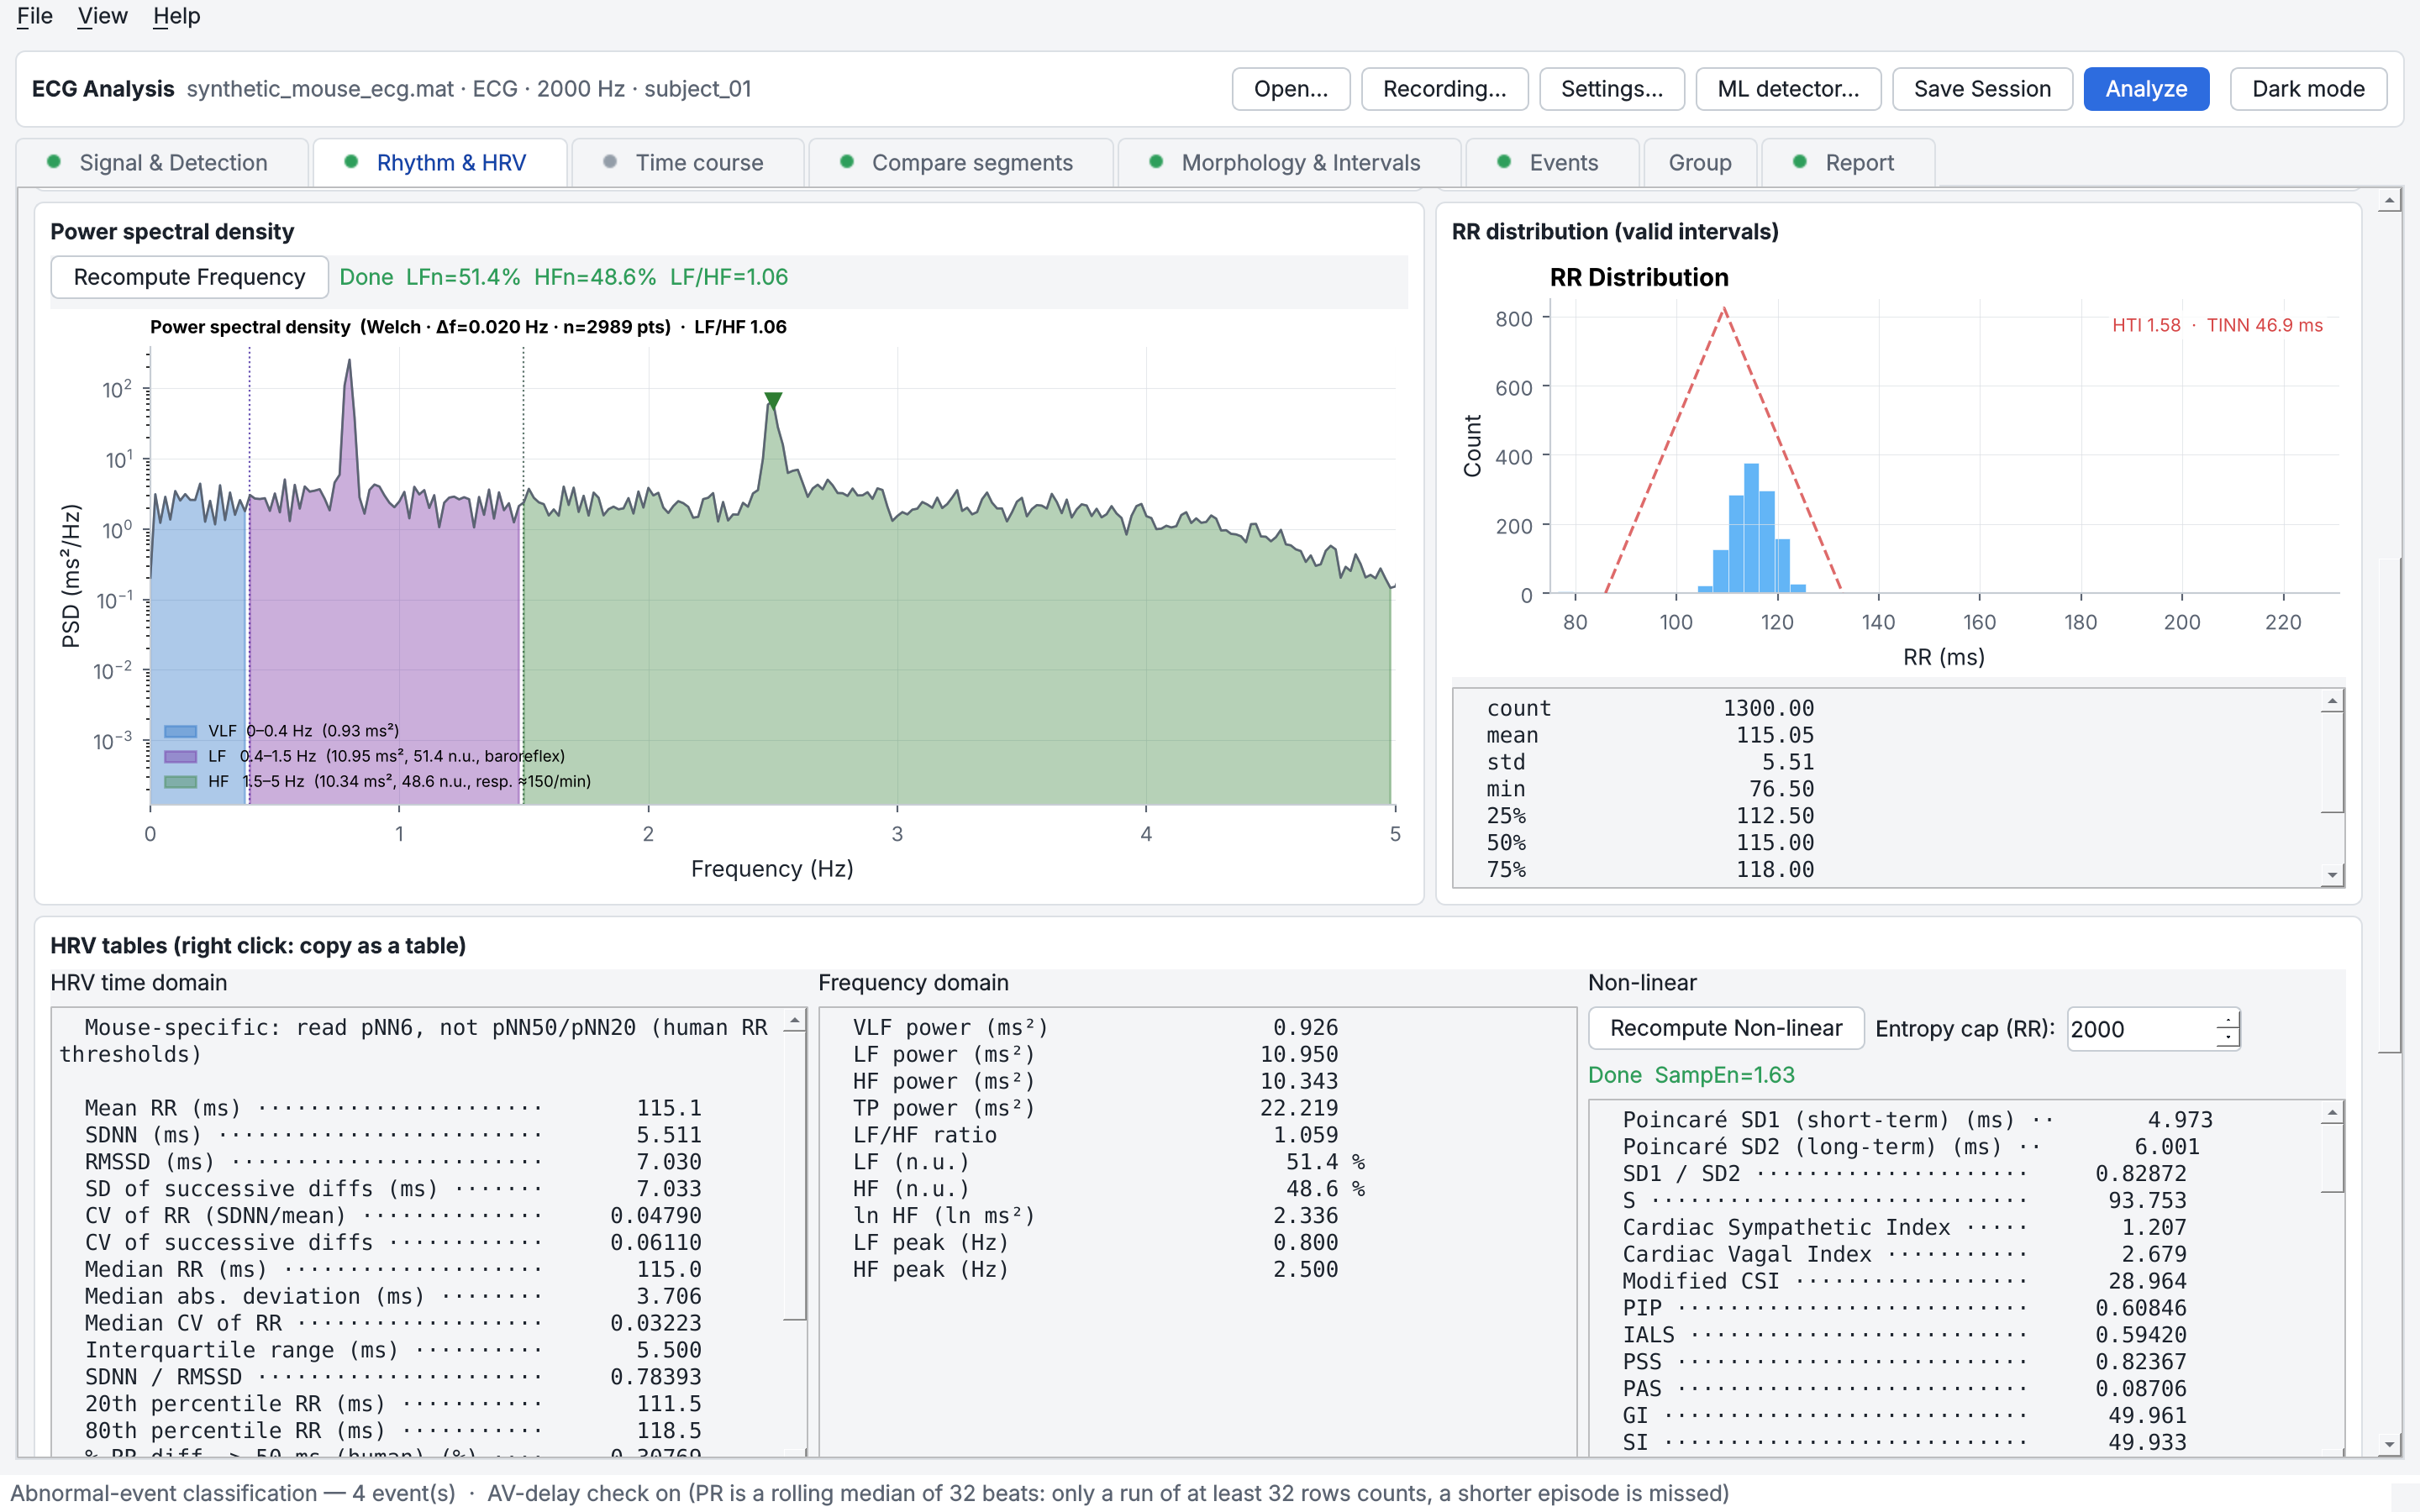 File View Help
ECG Analysis synthetic_mouse_ecg.mat · ECG · 2000 Hz · subject_01 Open... Recording... Settings... ML detector... Save Session Analyze Dark mode
Signal & Detection Rhythm & HRV Time course Compare segments Morphology & Intervals Events Group Report
Power spectral density
Recompute Frequency Done LFn=51.4% HFn=48.6% LF/HF=1.06
Power spectral density (Welch · Δf=0.020 Hz · n=2989 pts) · LF/HF 1.06
10²
10¹
10⁰
10⁻¹
10⁻²
10⁻³
PSD (ms²/Hz)
VLF 0–0.4 Hz (0.93 ms²)
LF 0.4–1.5 Hz (10.95 ms², 51.4 n.u., baroreflex)
HF 1.5–5 Hz (10.34 ms², 48.6 n.u., resp. ≈150/min)
0 1 2 3 4 5
Frequency (Hz)
RR distribution (valid intervals)
RR Distribution
HTI 1.58 · TINN 46.9 ms
800
600
400
200
0
Count
80 100 120 140 160 180 200 220
RR (ms)
count 1300.00
mean 115.05
std 5.51
min 76.50
25% 112.50
50% 115.00
75% 118.00
HRV tables (right click: copy as a table)
HRV time domain
Mouse-specific: read pNN6, not pNN50/pNN20 (human RR
thresholds)
Mean RR (ms) ······················ 115.1
SDNN (ms) ························· 5.511
RMSSD (ms) ························ 7.030
SD of successive diffs (ms) ······· 7.033
CV of RR (SDNN/mean) ·············· 0.04790
CV of successive diffs ············ 0.06110
Median RR (ms) ···················· 115.0
Median abs. deviation (ms) ········ 3.706
Median CV of RR ··················· 0.03223
Interquartile range (ms) ·········· 5.500
SDNN / RMSSD ······················ 0.78393
20th percentile RR (ms) ··········· 111.5
80th percentile RR (ms) ··········· 118.5
% RR diff. > 50 ms (human) (%) ···· 0.30769
Frequency domain
VLF power (ms²) 0.926
LF power (ms²) 10.950
HF power (ms²) 10.343
TP power (ms²) 22.219
LF/HF ratio 1.059
LF (n.u.) 51.4 %
HF (n.u.) 48.6 %
ln HF (ln ms²) 2.336
LF peak (Hz) 0.800
HF peak (Hz) 2.500
Non-linear
Recompute Non-linear Entropy cap (RR): 2000
Done SampEn=1.63
Poincaré SD1 (short-term) (ms) ·· 4.973
Poincaré SD2 (long-term) (ms) ·· 6.001
SD1 / SD2 ····················· 0.82872
S ····························· 93.753
Cardiac Sympathetic Index ····· 1.207
Cardiac Vagal Index ··········· 2.679
Modified CSI ·················· 28.964
PIP ··························· 0.60846
IALS ·························· 0.59420
PSS ··························· 0.82367
PAS ··························· 0.08706
GI ···························· 49.961
SI ···························· 49.933
Abnormal-event classification — 4 event(s) · AV-delay check on (PR is a rolling median of 32 beats: only a run of at least 32 rows counts, a shorter episode is missed)